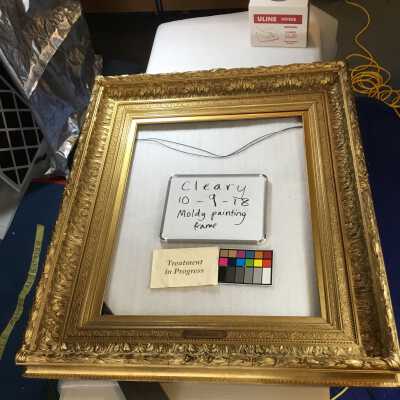 ULINE
Cleary
10-9-18
Moldy painting
frame
Treatment
in Progress